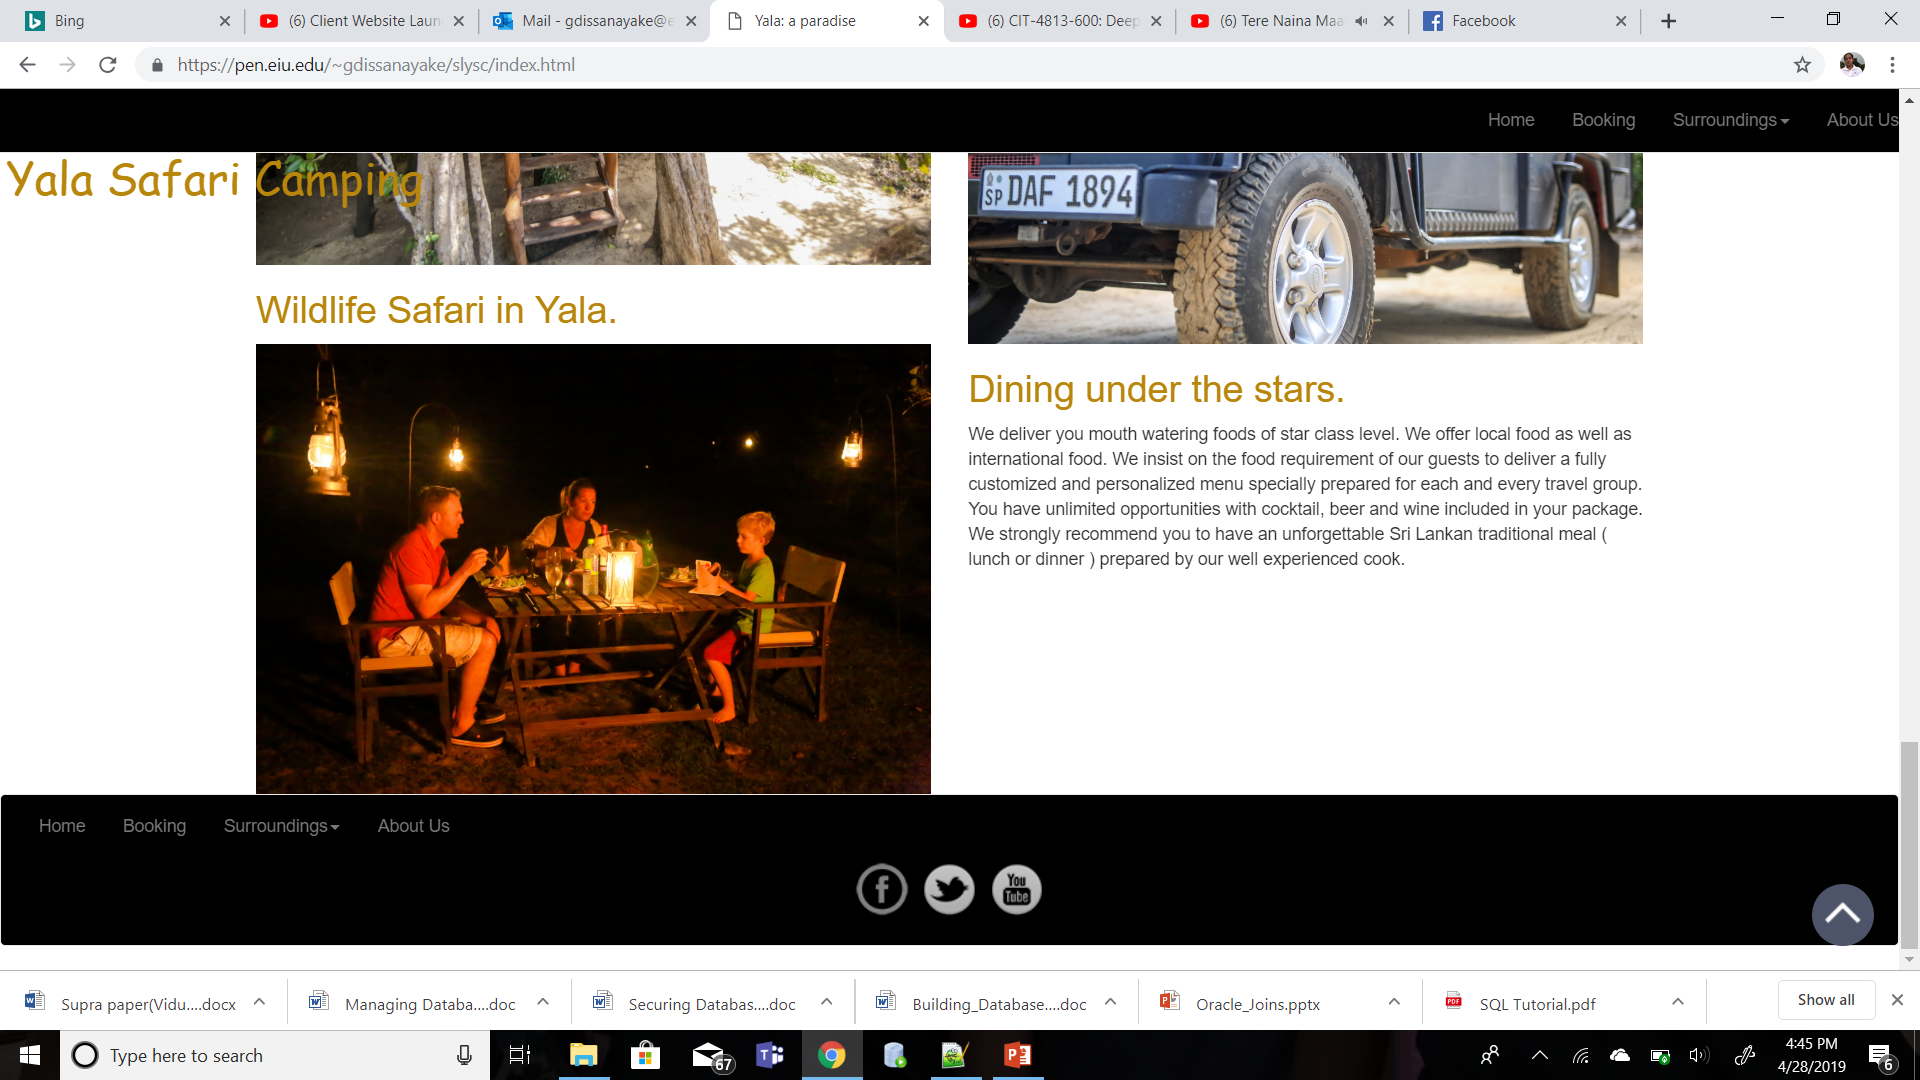 Bing
(6) Client Website Laun
Mail - gdissanayake@e
Yala: a paradise
(6) CIT-4813-600: Deep
(6) Tere Naina Maa
Facebook
https://pen.eiu.edu/~gdissanayake/slysc/index.html
Home Booking Surroundings About Us
Yala Safari Camping
SP DAF 1894
Wildlife Safari in Yala.
Dining under the stars.
We deliver you mouth watering foods of star class level. We offer local food as well as
international food. We insist on the food requirement of our guests to deliver a fully
customized and personalized menu specially prepared for each and every travel group.
You have unlimited opportunities with cocktail, beer and wine included in your package.
We strongly recommend you to have an unforgettable Sri Lankan traditional meal (
lunch or dinner ) prepared by our well experienced cook.
Home Booking Surroundings About Us
You
Tube
Supra paper(Vidu....docx
Managing Databa....doc
Securing Databas....doc
Building_Database....doc
Oracle_Joins.pptx
SQL Tutorial.pdf
Show all
Type here to search
67
4:45 PM
4/28/2019
6